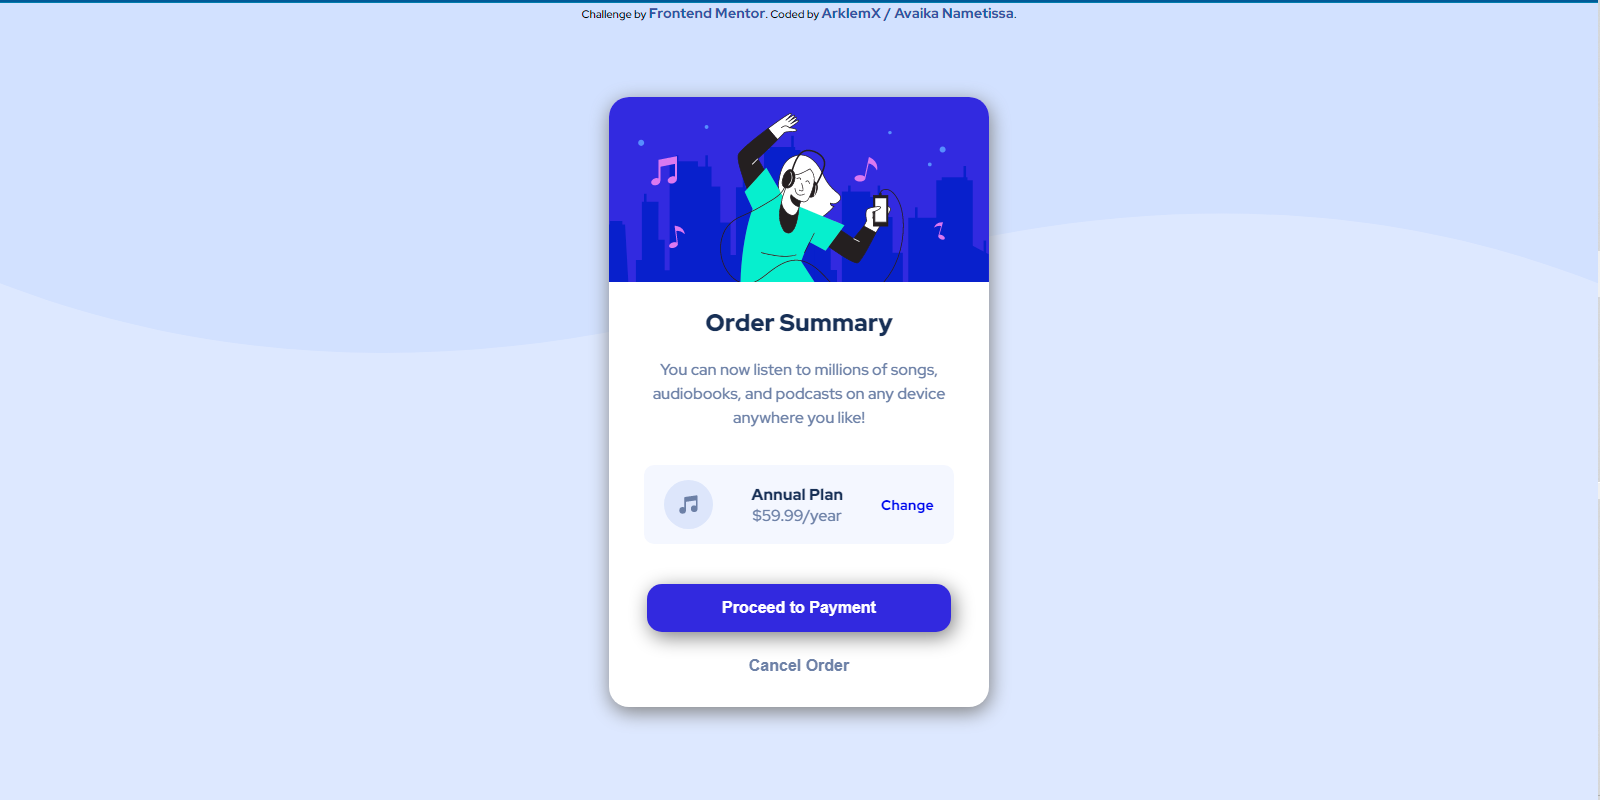 Challenge by Frontend Mentor. Coded by ArklemX / Avaika Nametissa.
Order Summary
You can now listen to millions of songs,
audiobooks, and podcasts on any device
anywhere you like!
Annual Plan
$59.99/year
Change
Proceed to Payment
Cancel Order